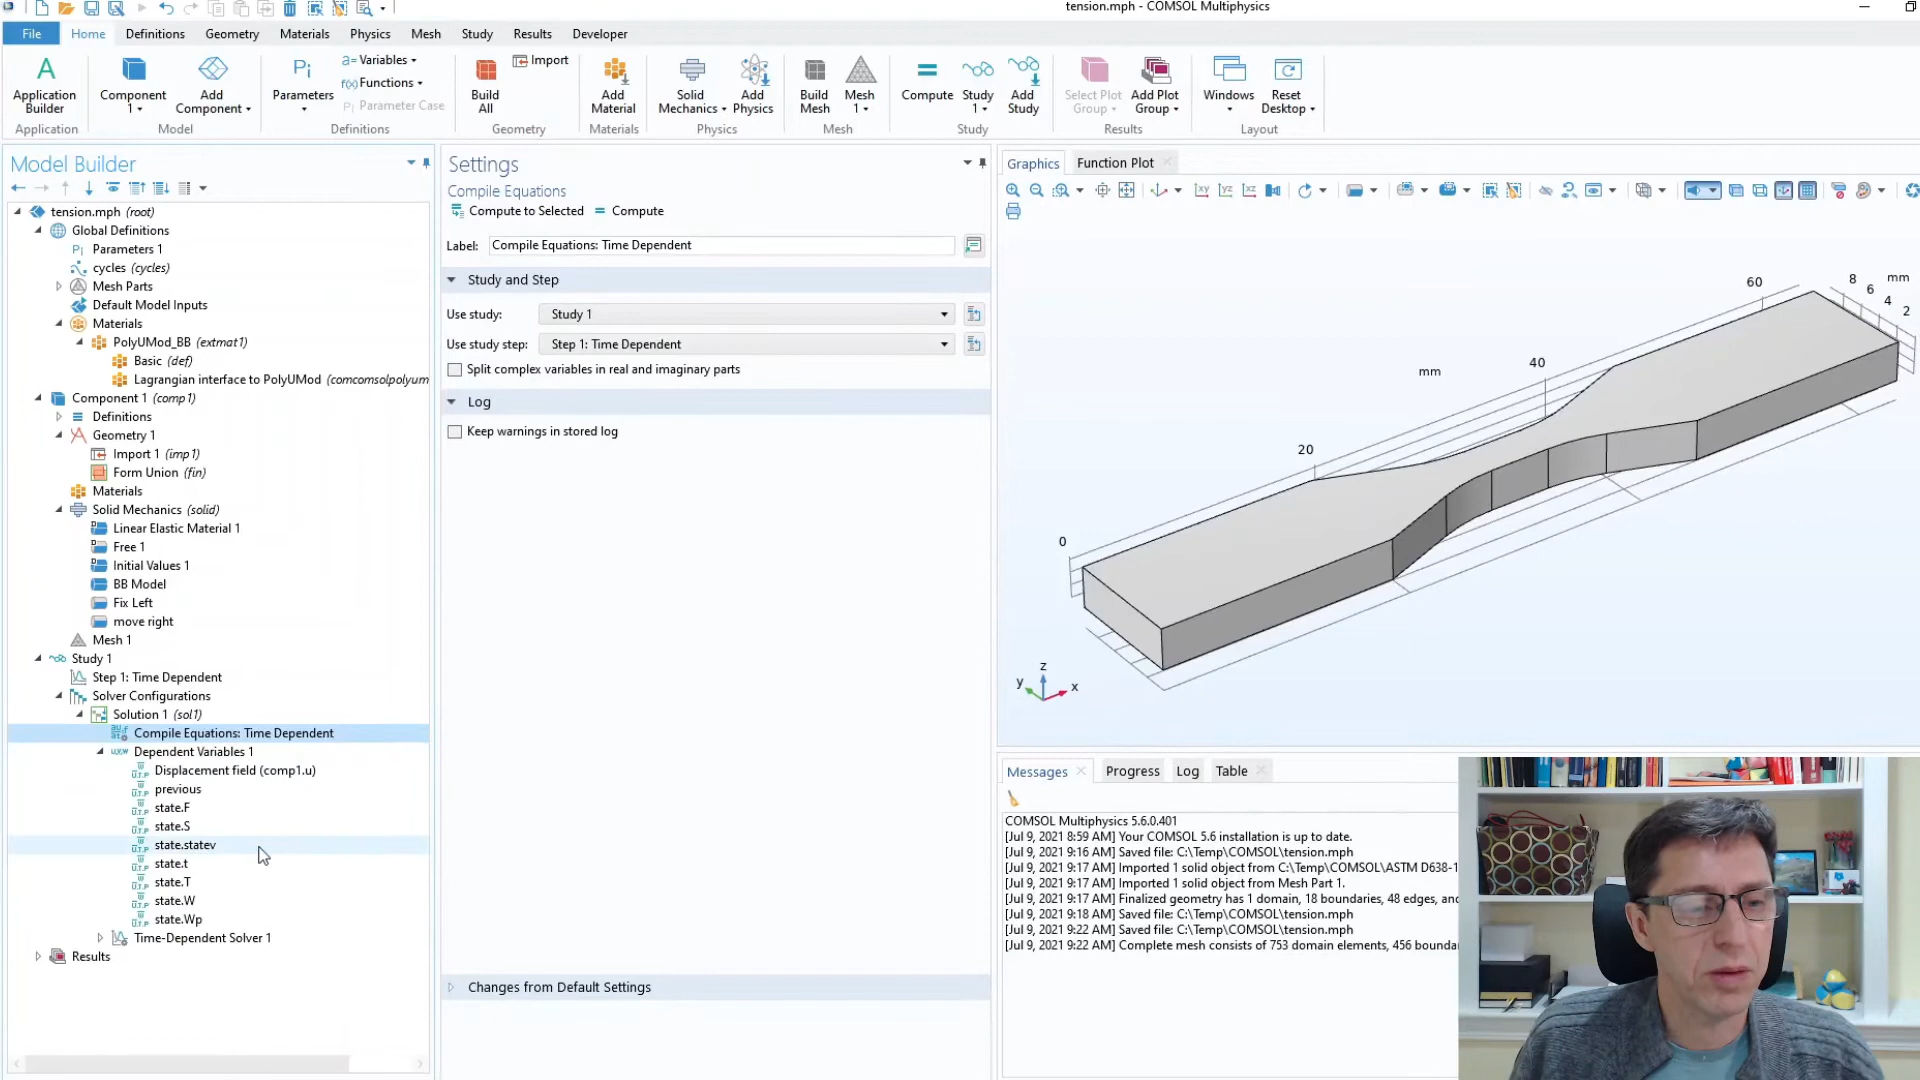 tension.mph - COMSOL Multiphysics
File
Home
Definitions
Geometry
Materials
Physics
Mesh
Study
Results
Developer
Application
Builder
Application
Component
1
Add
Component
Model
Parameters
a= Variables
f(x) Functions
Pi Parameter Case
Definitions
Build
All
Import
Geometry
Add
Material
Materials
Solid
Mechanics
Add
Physics
Physics
Build
Mesh
Mesh
1
Mesh
Compute
Study
1
Add
Study
Study
Select Plot
Group
Add Plot
Group
Results
Windows
Reset
Desktop
Layout
Model Builder
tension.mph (root)
Global Definitions
Parameters 1
cycles (cycles)
Mesh Parts
Default Model Inputs
Materials
PolyUMod_BB (extmat1)
Basic (def)
Lagrangian interface to PolyUMod (comcomsolpolyum
Component 1 (comp1)
Definitions
Geometry 1
Import 1 (imp1)
Form Union (fin)
Materials
Solid Mechanics (solid)
Linear Elastic Material 1
Free 1
Initial Values 1
BB Model
Fix Left
move right
Mesh 1
Study 1
Step 1: Time Dependent
Solver Configurations
Solution 1 (sol1)
Compile Equations: Time Dependent
Dependent Variables 1
Displacement field (comp1.u)
previous
state.F
state.S
state.statev
state.t
state.T
state.W
state.Wp
Time-Dependent Solver 1
Results
Settings
Compile Equations
Compute to Selected = Compute
Label: Compile Equations: Time Dependent
Study and Step
Use study: Study 1
Use study step: Step 1: Time Dependent
Split complex variables in real and imaginary parts
Log
Keep warnings in stored log
Changes from Default Settings
Graphics
Function Plot
xy
yz
xz
60
8
mm
6
4
2
40
mm
20
0
z
y
x
Messages
Progress
Log
Table
COMSOL Multiphysics 5.6.0.401
[Jul 9, 2021 8:59 AM] Your COMSOL 5.6 installation is up to date.
[Jul 9, 2021 9:16 AM] Saved file: C:\Temp\COMSOL\tension.mph
[Jul 9, 2021 9:17 AM] Imported 1 solid object from C:\Temp\COMSOL\ASTM D638-1
[Jul 9, 2021 9:17 AM] Imported 1 solid object from Mesh Part 1.
[Jul 9, 2021 9:17 AM] Finalized geometry has 1 domain, 18 boundaries, 48 edges, and
[Jul 9, 2021 9:18 AM] Saved file: C:\Temp\COMSOL\tension.mph
[Jul 9, 2021 9:22 AM] Saved file: C:\Temp\COMSOL\tension.mph
[Jul 9, 2021 9:22 AM] Complete mesh consists of 753 domain elements, 456 bounda